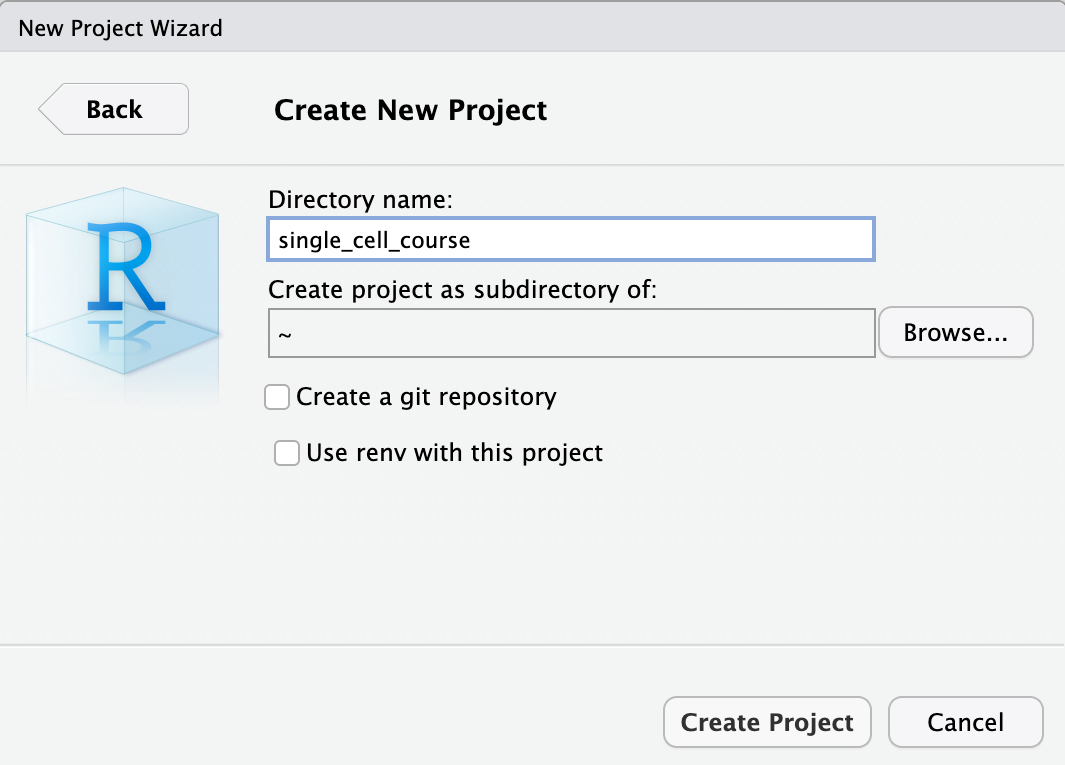 New Project Wizard
Back
Create New Project
R
Directory name:
single_cell_course
Create project as subdirectory of:
~
Browse...
Create a git repository
Use renv with this project
Create Project
Cancel